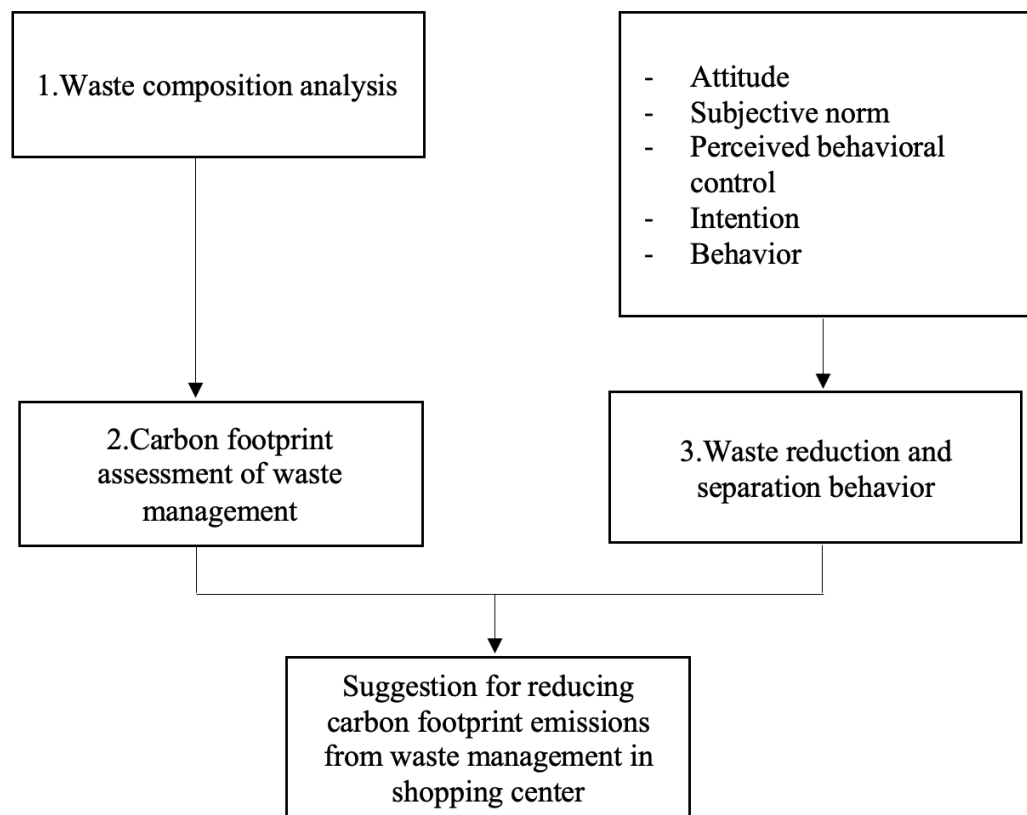 1.Waste composition analysis
- Attitude
- Subjective norm
- Perceived behavioral
control
- Intention
- Behavior
2.Carbon footprint
assessment of waste
management
3.Waste reduction and
separation behavior
Suggestion for reducing
carbon footprint emissions
from waste management in
shopping center